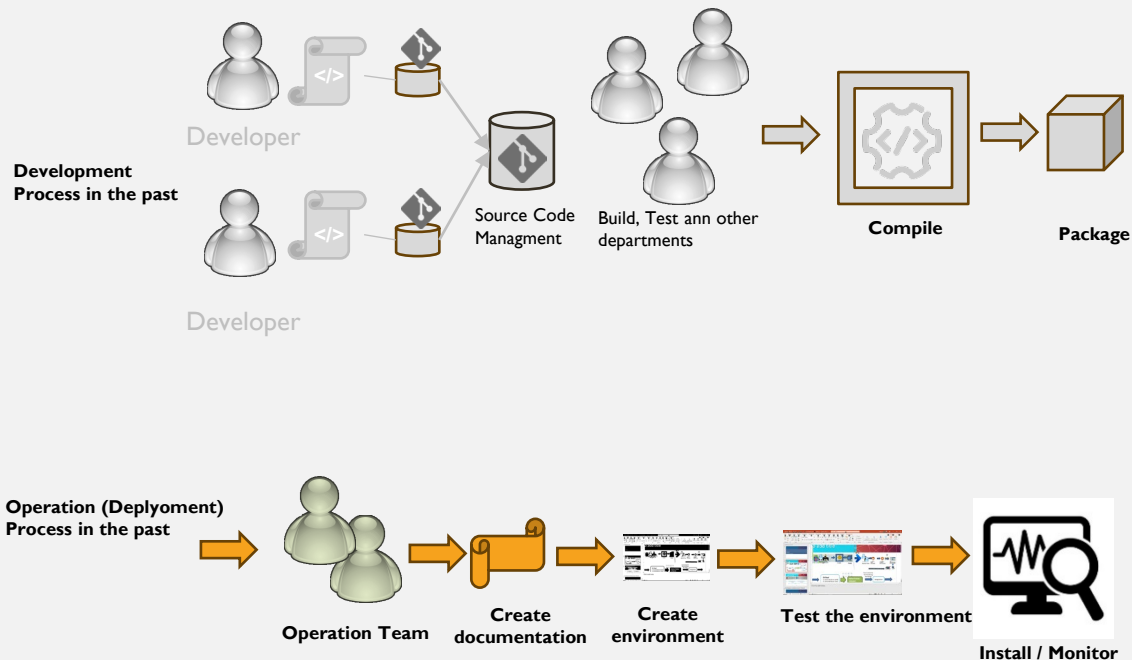 Developer
Development
Process in the past
Developer
Source Code
Managment
Build, Test ann other
departments
Compile
Package
Operation (Deplyoment)
Process in the past
Operation Team
Create
documentation
Create
environment
Test the environment
Install / Monitor